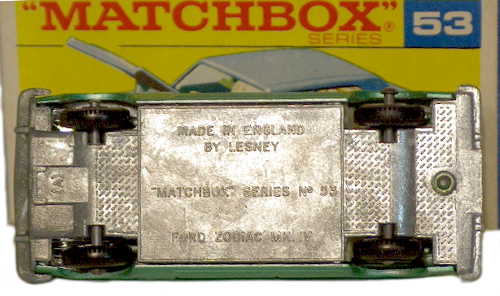 "MATCHBOX"®
SERIES
53
MADE IN ENGLAND
BY LESNEY
"MATCHBOX" SERIES Nº 53
FORD ZODIAC MK. IV
(A)